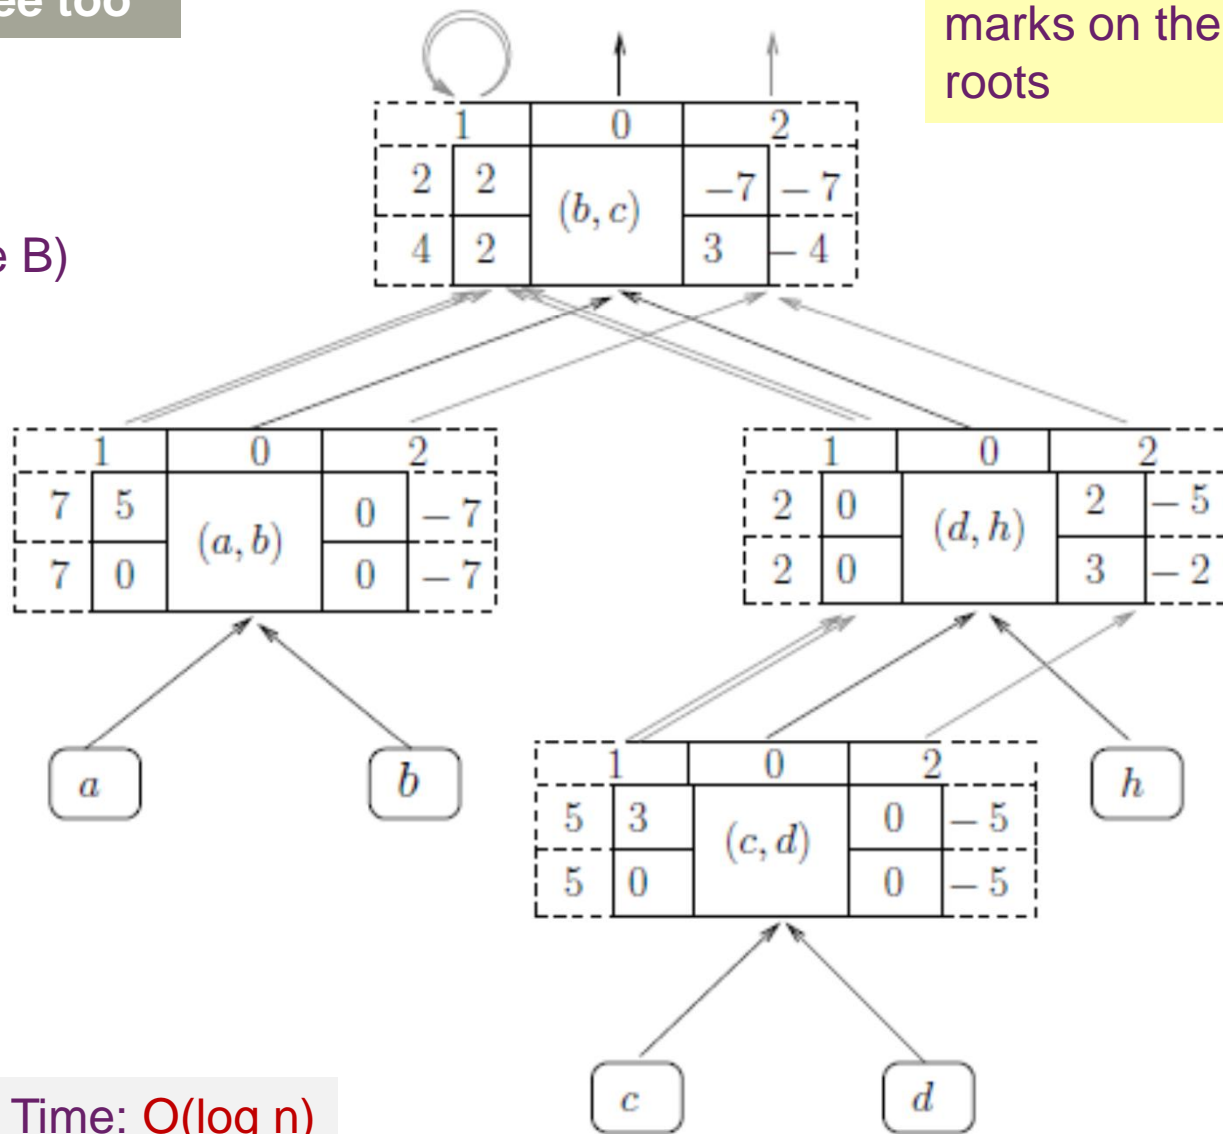 ee too
marks on the
roots
1 0 2
2 2 (b, c) −7 − 7
4 2 3 − 4
e B)
1 0 2
7 5 (a, b) 0 − 7
7 0 0 − 7
1 0 2
2 0 (d, h) 2 − 5
2 0 3 − 2
a
b
1 0 2
5 3 (c, d) 0 − 5
5 0 0 − 5
h
c
d
Time: O(log n)